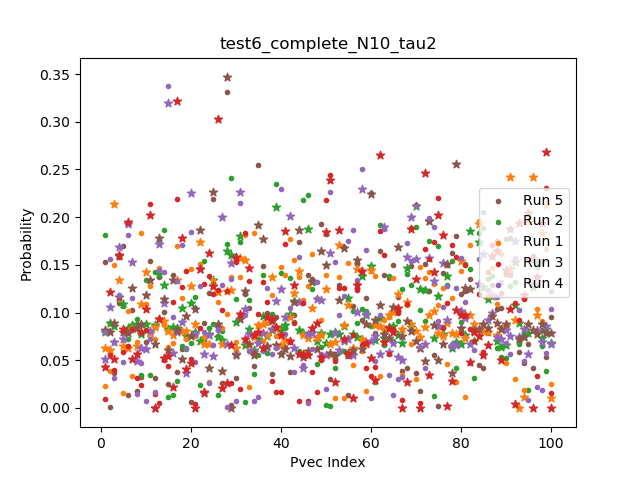 test6_complete_N10_tau2
0.35
0.30
0.25
0.20
0.15
0.10
0.05
0.00
Probability
Run 5
Run 2
Run 1
Run 3
Run 4
0 20 40 60 80 100
Pvec Index